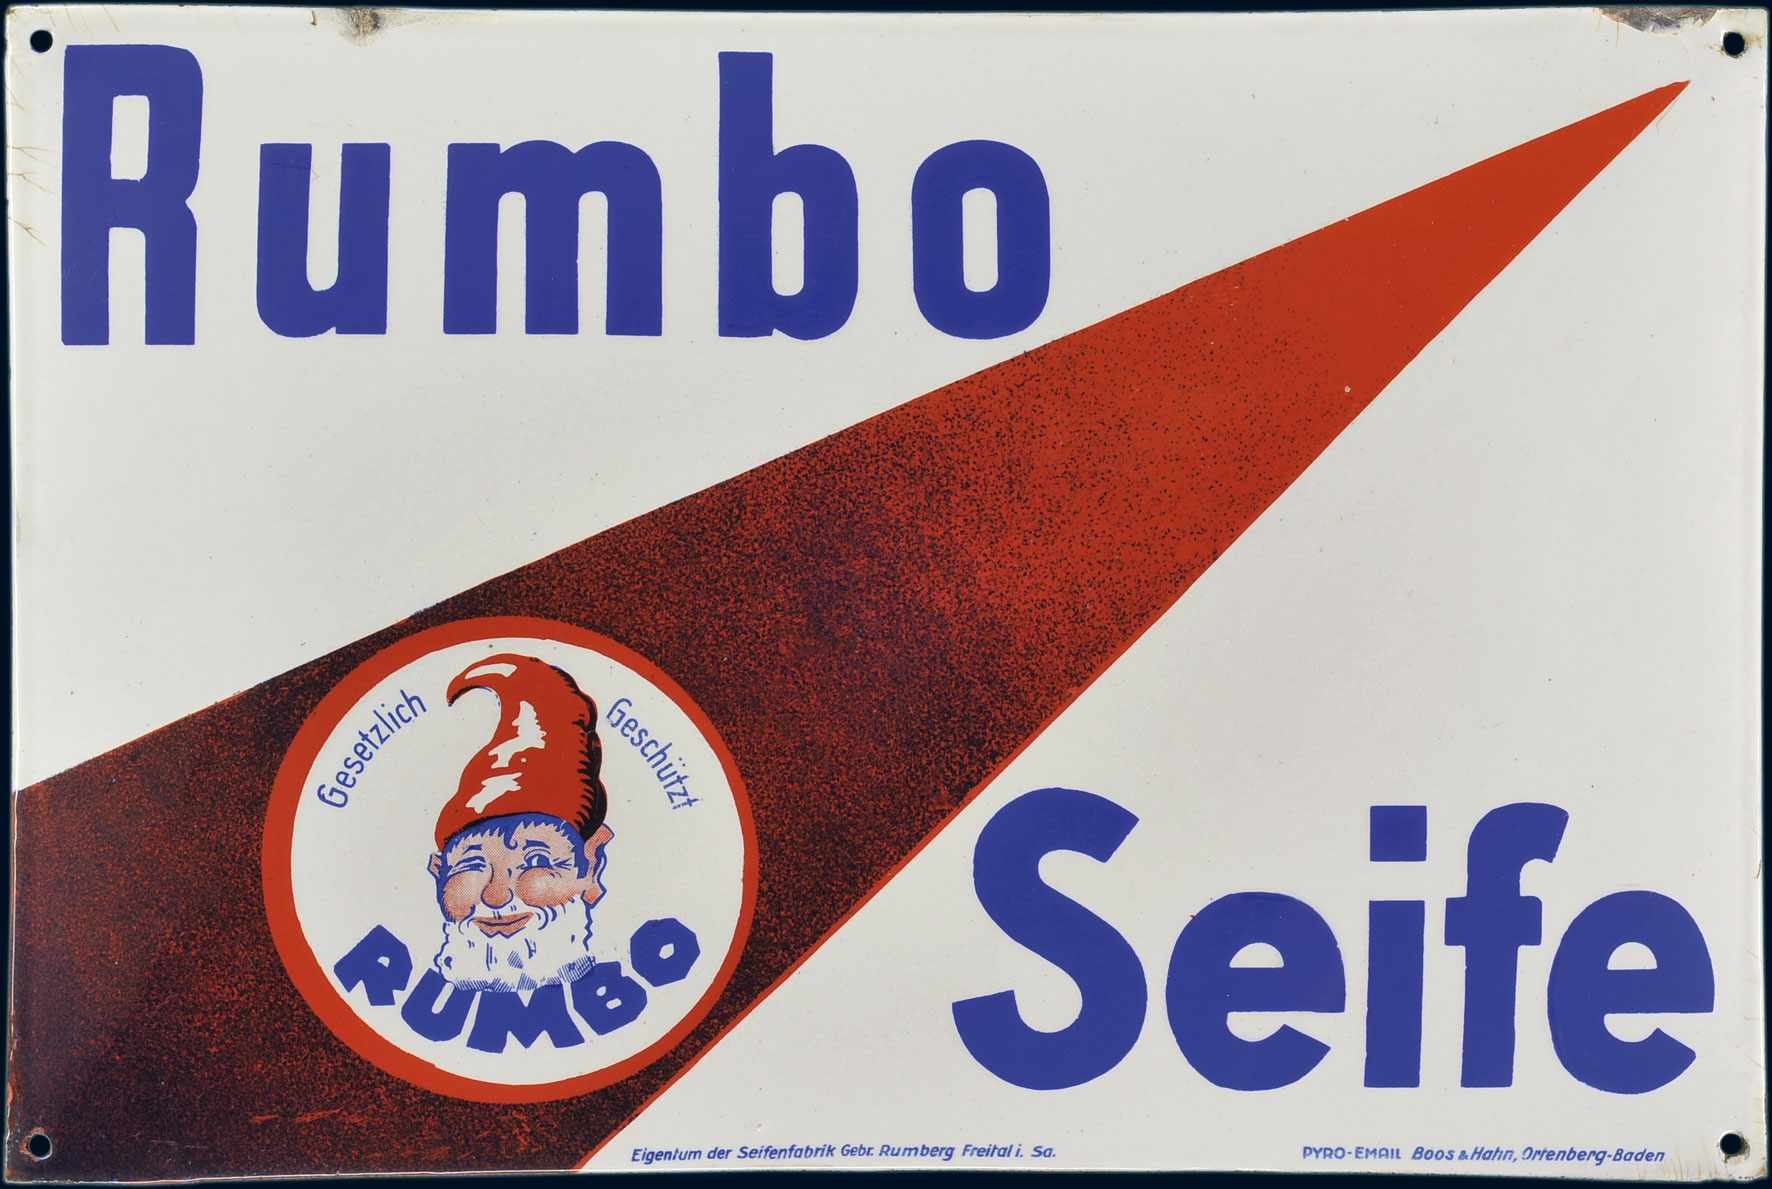 Rumbo
Gesetzlich Geschützt
RUMBO
Seife
Eigentum der Seifenfabrik Gebr. Rumberg Freital i. Sa.
PYRO-EMAIL Boos & Hahn, Ortenberg-Baden